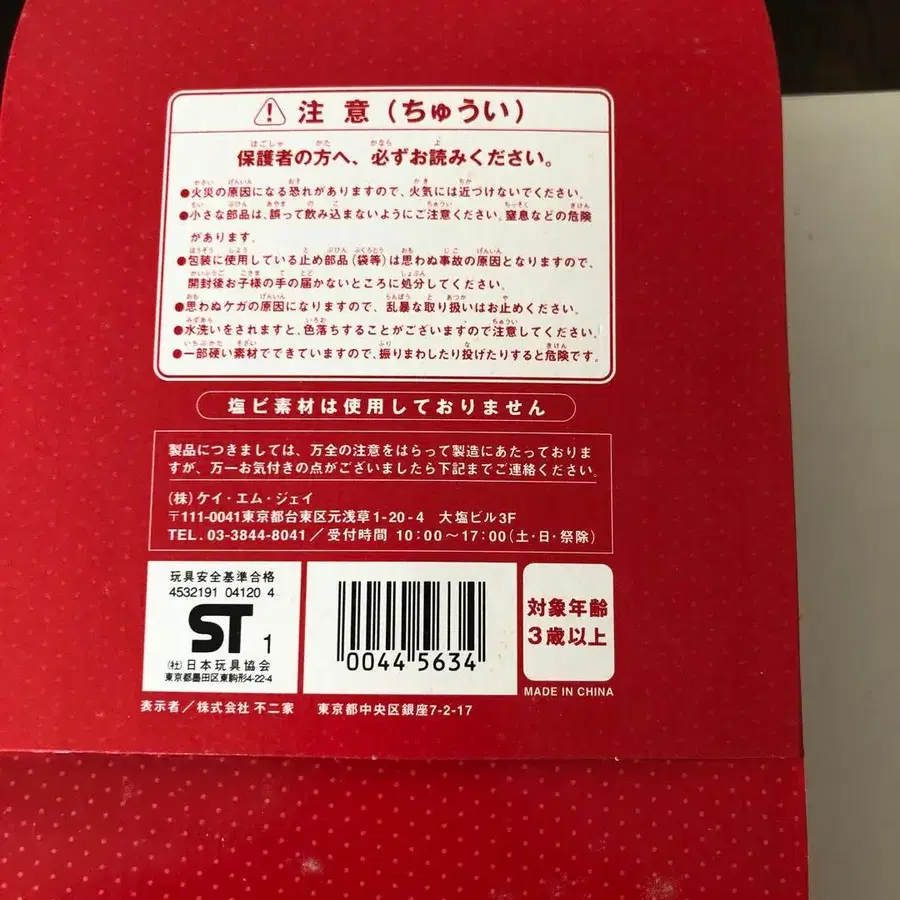 注 意（ちゅうい）
保護者の方へ、必ずお読みください。
●火災の原因になる恐れがありますので、火気には近づけないでください。
●小さな部品は、誤って飲み込まないようにご注意ください。窒息などの危険
があります。
●包装に使用している止め部品（袋等）は思わぬ事故の原因となりますので、
開封後お子様の手の届かないところに処分してください。
●思わぬケガの原因になりますので、乱暴な取り扱いはお止めください。
●水洗いをされますと、色落ちすることがございますので注意してください。
●一部硬い素材でできていますので、振りまわしたり投げたりすると危険です。
塩ビ素材は使用しておりません
製品につきましては、万全の注意をはらって製造にあたっておりま
すが、万一お気付きの点がございましたら下記までご連絡ください。
（株）ケイ・エム・ジェイ
〒111-0041東京都台東区元浅草1-20-4 大塩ビル3F
TEL. 03-3844-8041／受付時間 10:00～17:00（土・日・祭除）
玩具安全基準合格
4532191 04120 4
ST 1
（社）日本玩具協会
東京都墨田区東駒形4-22-4
0044 5634
対象年齢
3歳以上
MADE IN CHINA
表示者／株式会社 不二家 東京都中央区銀座7-2-17